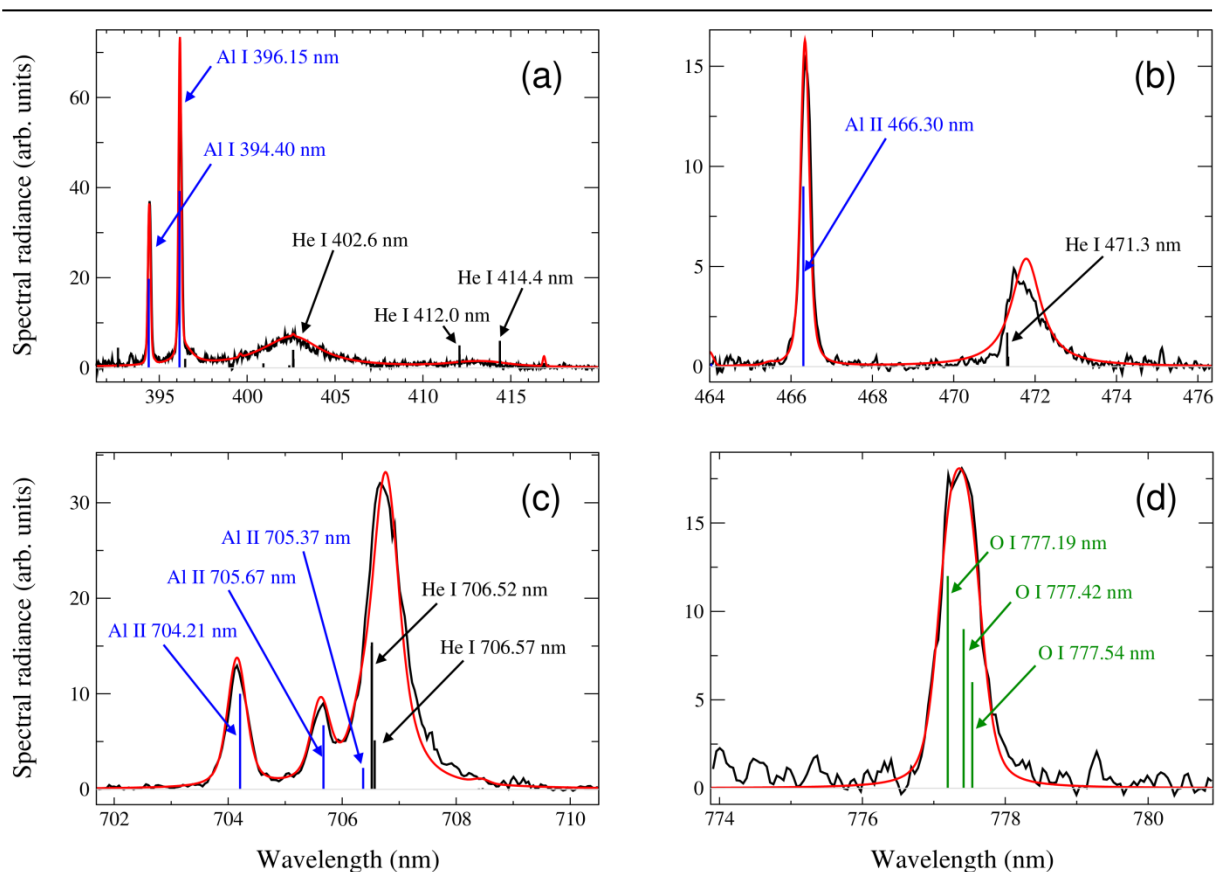 (a)
Al I 396.15 nm
Al I 394.40 nm
He I 402.6 nm
He I 412.0 nm
He I 414.4 nm
Spectral radiance (arb. units)
60
40
20
0
395 400 405 410 415
(b)
Al II 466.30 nm
He I 471.3 nm
15
10
5
0
464 466 468 470 472 474 476
(c)
Al II 705.37 nm
Al II 705.67 nm
Al II 704.21 nm
He I 706.52 nm
He I 706.57 nm
Spectral radiance (arb. units)
30
20
10
0
702 704 706 708 710
Wavelength (nm)
(d)
O I 777.19 nm
O I 777.42 nm
O I 777.54 nm
15
10
5
0
774 776 778 780
Wavelength (nm)